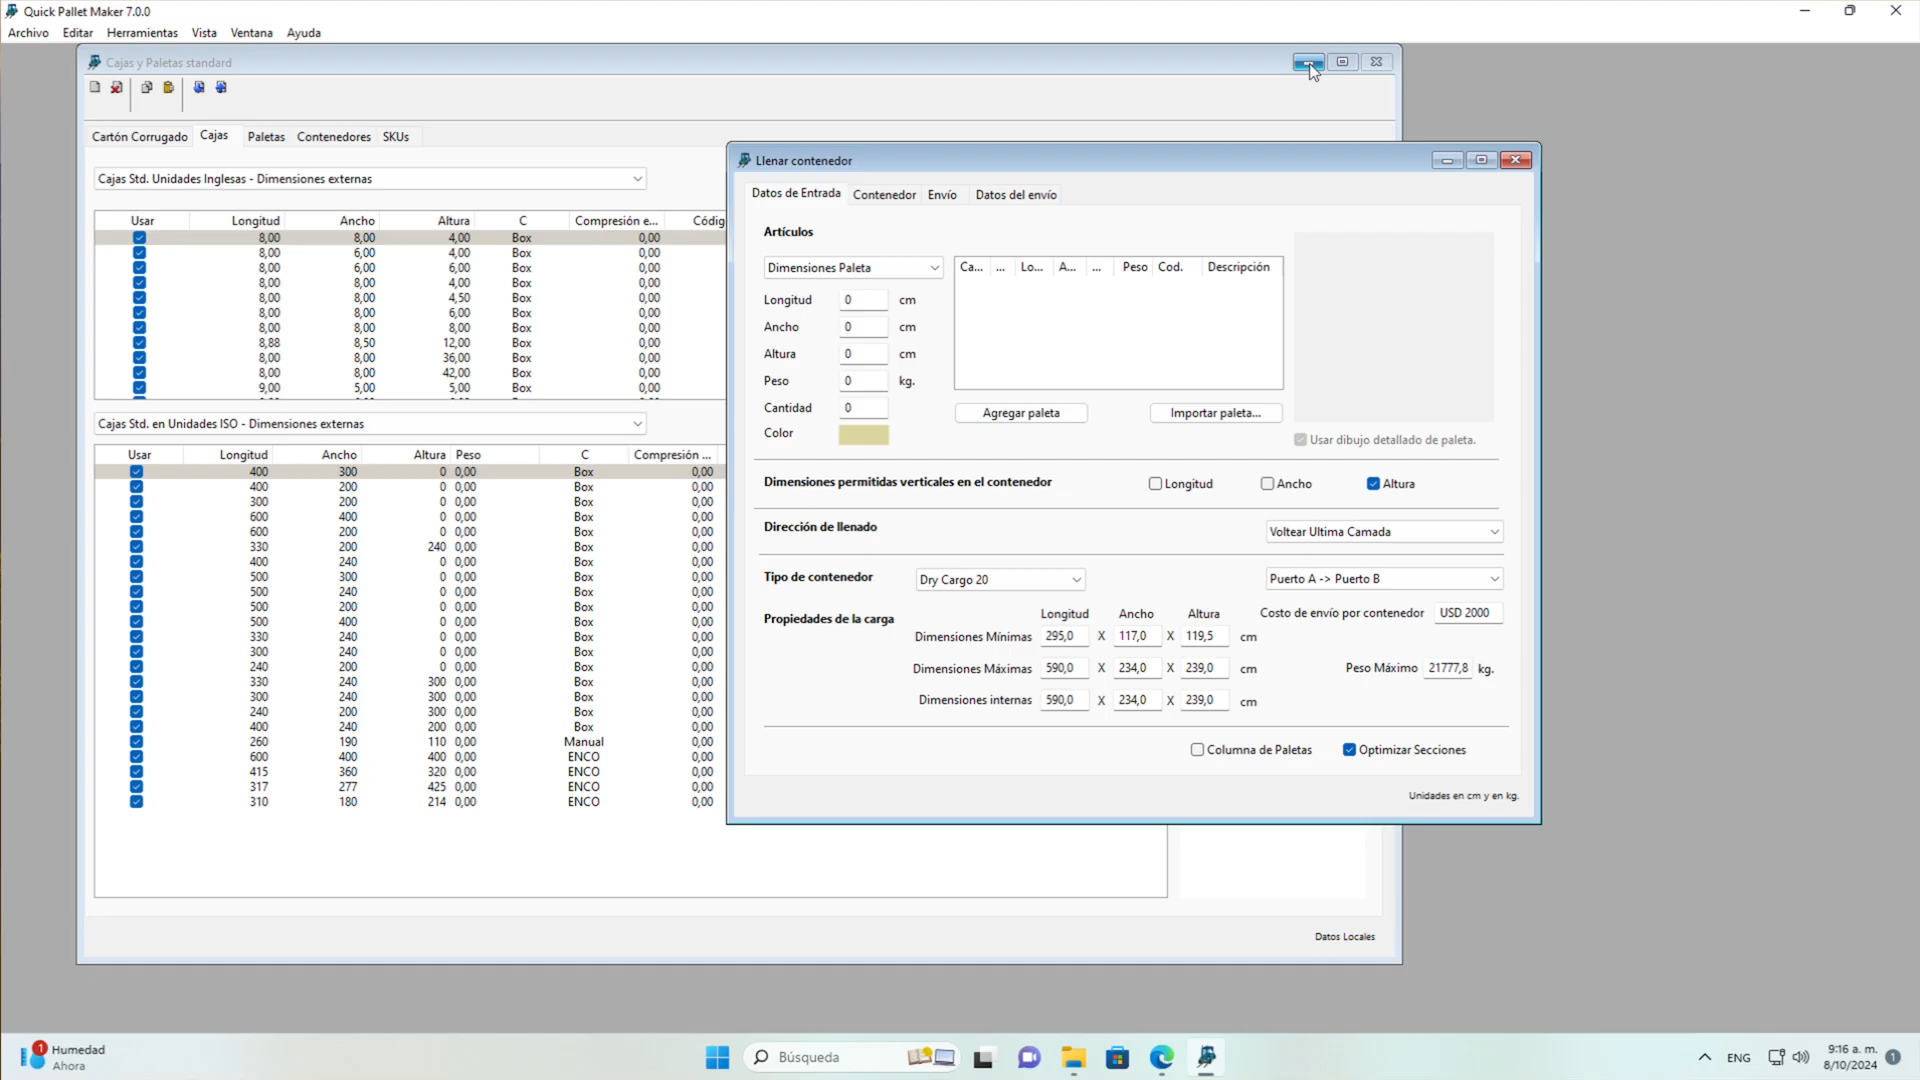 Quick Pallet Maker 7.0.0
Archivo Editar Herramientas Vista Ventana Ayuda
Cajas y Paletas standard
Cartón Corrugado Cajas Paletas Contenedores SKUs
Cajas Std. Unidades Inglesas - Dimensiones externas
Usar Longitud Ancho Altura C Compresión e... Códig
8,00 8,00 4,00 Box 0,00
8,00 6,00 4,00 Box 0,00
8,00 6,00 6,00 Box 0,00
8,00 8,00 4,00 Box 0,00
8,00 8,00 4,50 Box 0,00
8,00 8,00 6,00 Box 0,00
8,00 8,00 8,00 Box 0,00
8,88 8,50 12,00 Box 0,00
8,00 8,00 36,00 Box 0,00
8,00 8,00 42,00 Box 0,00
9,00 5,00 5,00 Box 0,00
Cajas Std. en Unidades ISO - Dimensiones externas
Usar Longitud Ancho Altura Peso C Compresión ...
400 300 0 0,00 Box 0,00
400 200 0 0,00 Box 0,00
300 200 0 0,00 Box 0,00
600 400 0 0,00 Box 0,00
600 200 0 0,00 Box 0,00
330 200 240 0,00 Box 0,00
400 240 0 0,00 Box 0,00
500 300 0 0,00 Box 0,00
500 240 0 0,00 Box 0,00
500 200 0 0,00 Box 0,00
500 400 0 0,00 Box 0,00
330 240 0 0,00 Box 0,00
300 240 0 0,00 Box 0,00
240 200 0 0,00 Box 0,00
330 240 300 0,00 Box 0,00
300 240 300 0,00 Box 0,00
240 200 300 0,00 Box 0,00
400 240 200 0,00 Box 0,00
260 190 110 0,00 Manual 0,00
600 400 400 0,00 ENCO 0,00
415 360 320 0,00 ENCO 0,00
317 277 425 0,00 ENCO 0,00
310 180 214 0,00 ENCO 0,00
Datos Locales
Llenar contenedor
Datos de Entrada Contenedor Envío Datos del envío
Artículos
Dimensiones Paleta
Ca... ... Lo... A... ... Peso Cod. Descripción
Longitud 0 cm
Ancho 0 cm
Altura 0 cm
Peso 0 kg.
Cantidad 0
Color
Agregar paleta Importar paleta...
Usar dibujo detallado de paleta.
Dimensiones permitidas verticales en el contenedor Longitud Ancho Altura
Dirección de llenado Voltear Ultima Camada
Tipo de contenedor Dry Cargo 20 Puerto A -> Puerto B
Propiedades de la carga Longitud Ancho Altura Costo de envío por contenedor USD 2000
Dimensiones Mínimas 295,0 X 117,0 X 119,5 cm
Dimensiones Máximas 590,0 X 234,0 X 239,0 cm Peso Máximo 21777,8 kg.
Dimensiones internas 590,0 X 234,0 X 239,0 cm
Columna de Paletas Optimizar Secciones
Unidades en cm y en kg.
1 Humedad
Ahora
Búsqueda
ENG
9:16 a. m.
8/10/2024
1